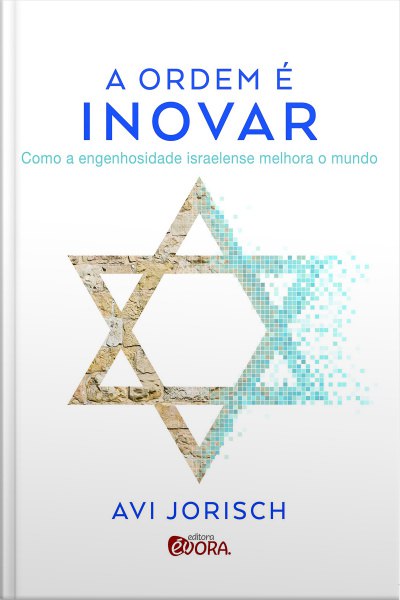 A ORDEM É
INOVAR
Como a engenhosidade israelense melhora o mundo
AVI JORISCH
editora
évORA.